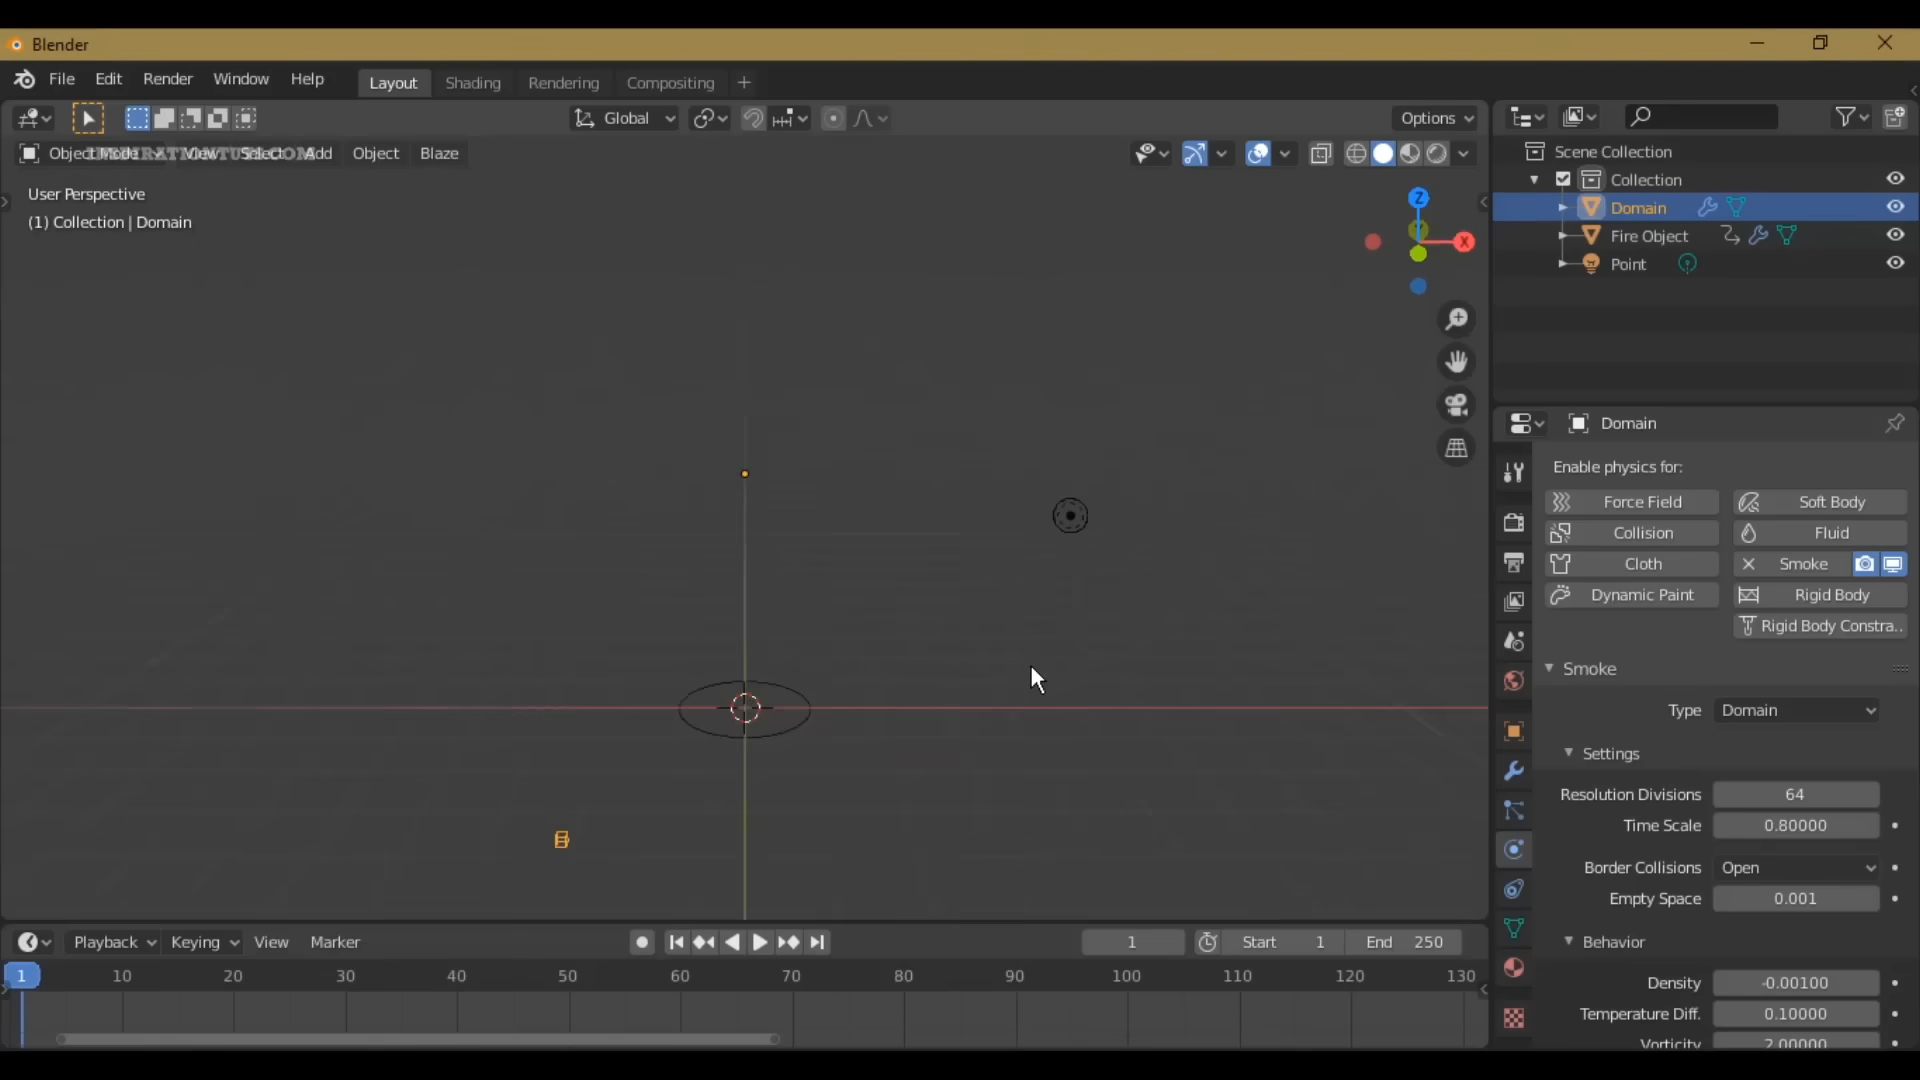 Blender
File Edit Render Window Help Layout Shading Rendering Compositing +
Global Options
Object Mode View Select Add Object Blaze
User Perspective
(1) Collection | Domain
Z
X
Scene Collection
Collection
Domain
Fire Object
Point
Domain
Enable physics for:
Force Field Soft Body
Collision Fluid
Cloth Smoke
Dynamic Paint Rigid Body
Rigid Body Constra..
Smoke
Type Domain
Settings
Resolution Divisions 64
Time Scale 0.80000
Border Collisions Open
Empty Space 0.001
Behavior
Density -0.00100
Temperature Diff. 0.10000
Vorticity 2.00000
Playback Keying View Marker 1 Start 1 End 250
1 10 20 30 40 50 60 70 80 90 100 110 120 130